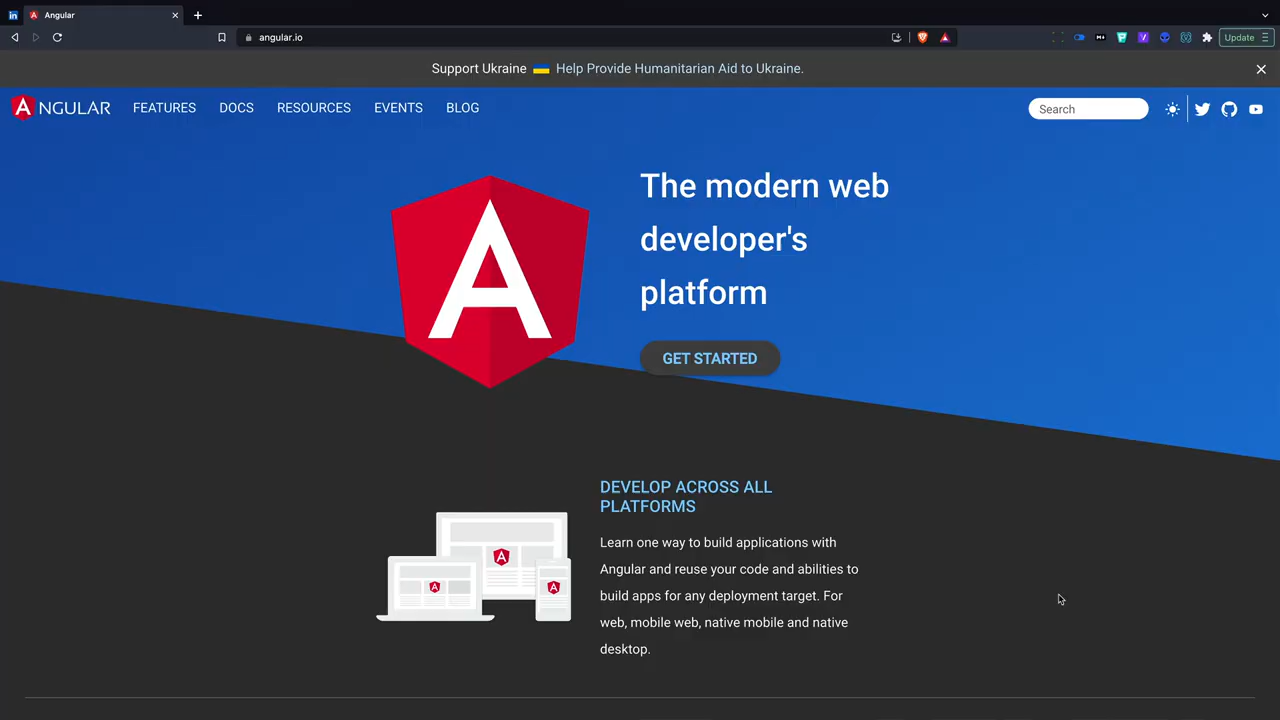 in Angular
angular.io Update
Support Ukraine Help Provide Humanitarian Aid to Ukraine.
ANGULAR FEATURES DOCS RESOURCES EVENTS BLOG Search
The modern web
developer's
platform
GET STARTED
DEVELOP ACROSS ALL
PLATFORMS
Learn one way to build applications with
Angular and reuse your code and abilities to
build apps for any deployment target. For
web, mobile web, native mobile and native
desktop.